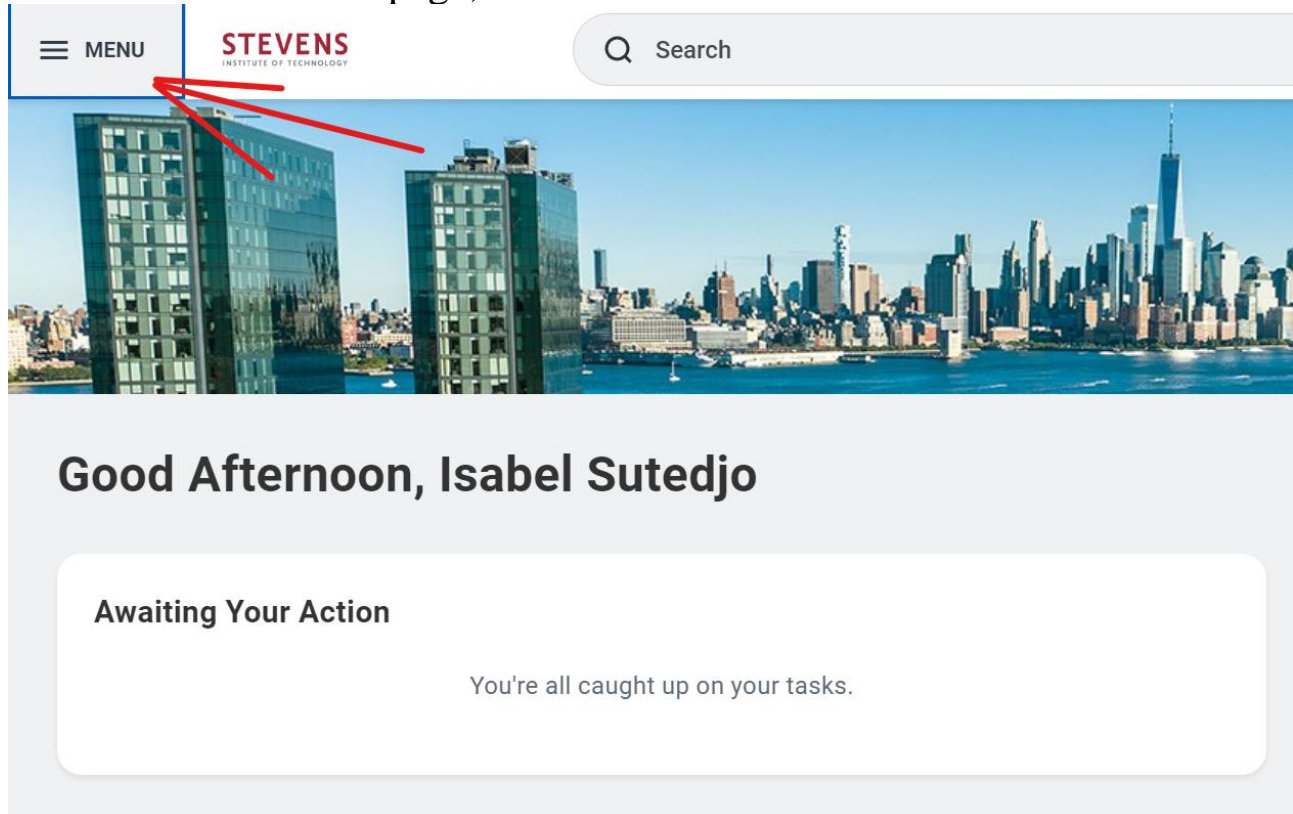 MENU
STEVENS
INSTITUTE OF TECHNOLOGY
Search
Good Afternoon, Isabel Sutedjo
Awaiting Your Action
You're all caught up on your tasks.